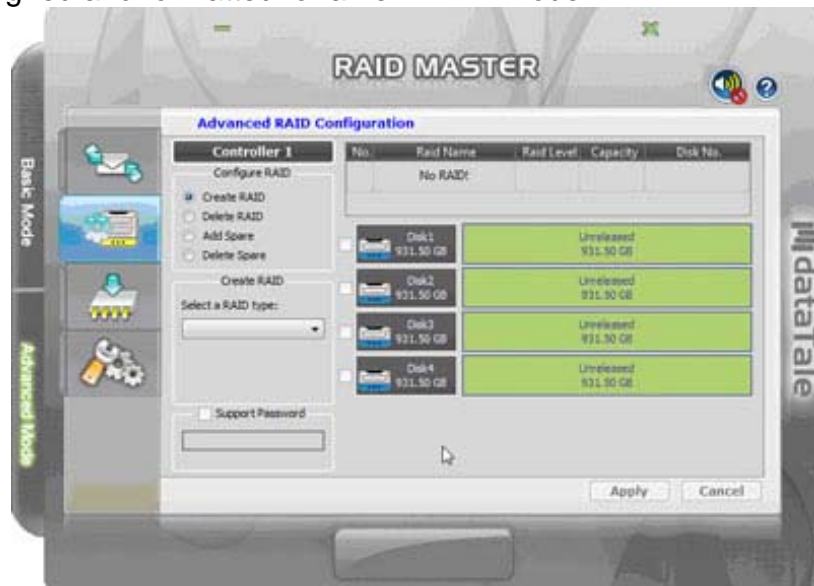 RAID MASTER
Advanced RAID Configuration
Basic Mode
Advanced Mode
Controller 1
Configure RAID
Create RAID
Delete RAID
Add Spare
Delete Spare
Create RAID
Select a RAID type:
Support Password
No. Raid Name Raid Level Capacity Disk No.
No RAID!
Disk1
931.50 GB
Unreleased
931.50 GB
Disk2
931.50 GB
Unreleased
931.50 GB
Disk3
931.50 GB
Unreleased
931.50 GB
Disk4
931.50 GB
Unreleased
931.50 GB
Apply Cancel
dataTale